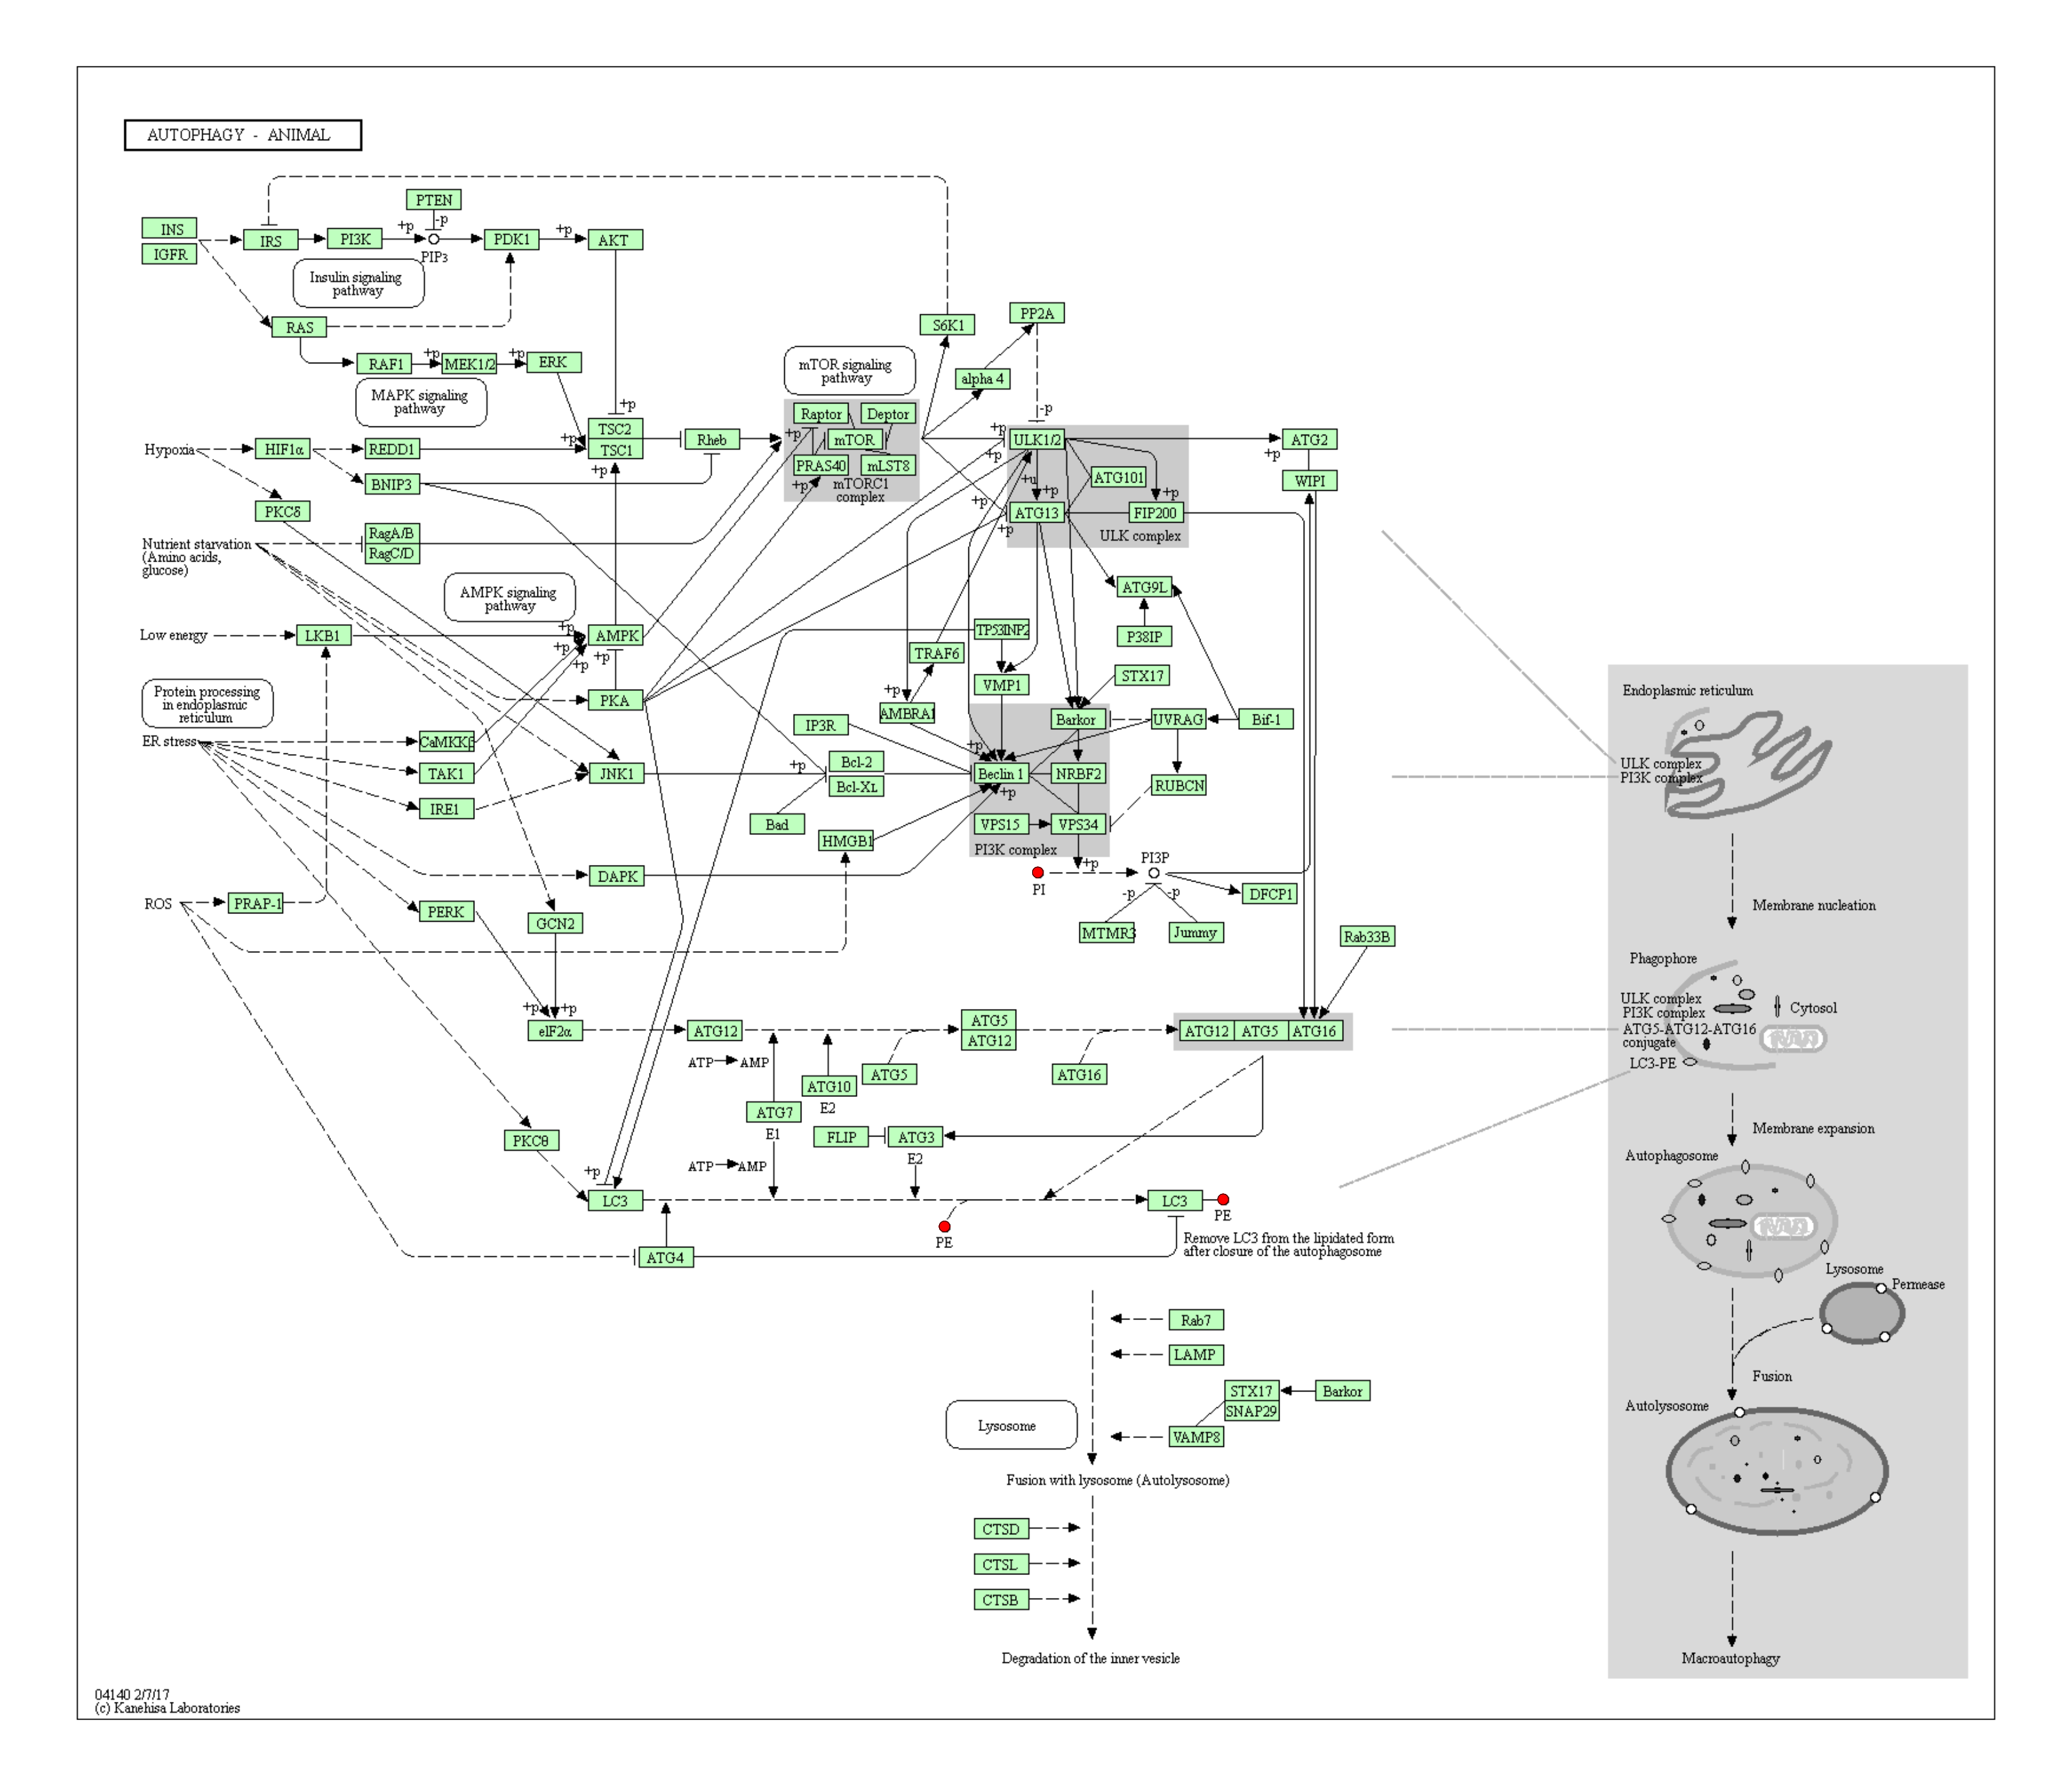 AUTOPHAGY - ANIMAL
PTEN
-p
INS
IGFR
IRS
PI3K
+p
PIP3
PDK1
+p
AKT
Insulin signaling
pathway
RAS
RAF1
+p
MEK1/2
+p
ERK
MAPK signaling
pathway
S6K1
PP2A
alpha 4
-p
mTOR signaling
pathway
+p
TSC2
TSC1
+p
+p
Rheb
+p
Raptor
Deptor
mTOR
PRAS40
mLST8
+p
mTORC1
complex
+p
+p
ULK1/2
ATG2
+p
WIPI
ATG101
+u
+p
+p
+p
+p
ATG13
FIP200
ULK complex
Hypoxia
HIF1α
REDD1
BNIP3
PKCδ
Nutrient starvation
(Amino acids,
glucose)
RagA/B
RagC/D
AMPK signaling
pathway
ATG9L
P38IP
Low energy
LKB1
+p
+p
+p
AMPK
+p
PKA
TP53INP2
TRAF6
VMP1
STX17
+p
AMBRA1
Barkor
UVRAG
Bif-1
Protein processing
in endoplasmic
reticulum
ER stress
CaMKKβ
TAK1
IRE1
JNK1
+p
IP3R
Bcl-2
Bcl-XL
Bad
HMGB1
+p
Beclin 1
+p
NRBF2
RUBCN
VPS15
VPS34
PI3K complex
+p
PI
PI3P
-p
-p
DFCP1
MTMR3
Jummy
DAPK
ROS
PRAP-1
PERK
GCN2
Rab33B
+p
+p
eIF2α
ATG12
ATG5
ATG12
ATG12
ATG5
ATG16
ATP
AMP
ATG10
E2
ATG5
ATG16
ATG7
E1
FLIP
ATG3
E2
PKCθ
ATP
AMP
+p
LC3
LC3
PE
PE
ATG4
Remove LC3 from the lipidated form
after closure of the autophagosome
Rab7
LAMP
STX17
SNAP29
Barkor
VAMP8
Lysosome
Fusion with lysosome (Autolysosome)
CTSD
CTSL
CTSB
Degradation of the inner vesicle
Endoplasmic reticulum
ULK complex
PI3K complex
Membrane nucleation
Phagophore
ULK complex
PI3K complex
ATG5-ATG12-ATG16
conjugate
LC3-PE
Cytosol
Membrane expansion
Autophagosome
Lysosome
Permease
Fusion
Autolysosome
Macroautophagy
04140 2/7/17
(c) Kanehisa Laboratories